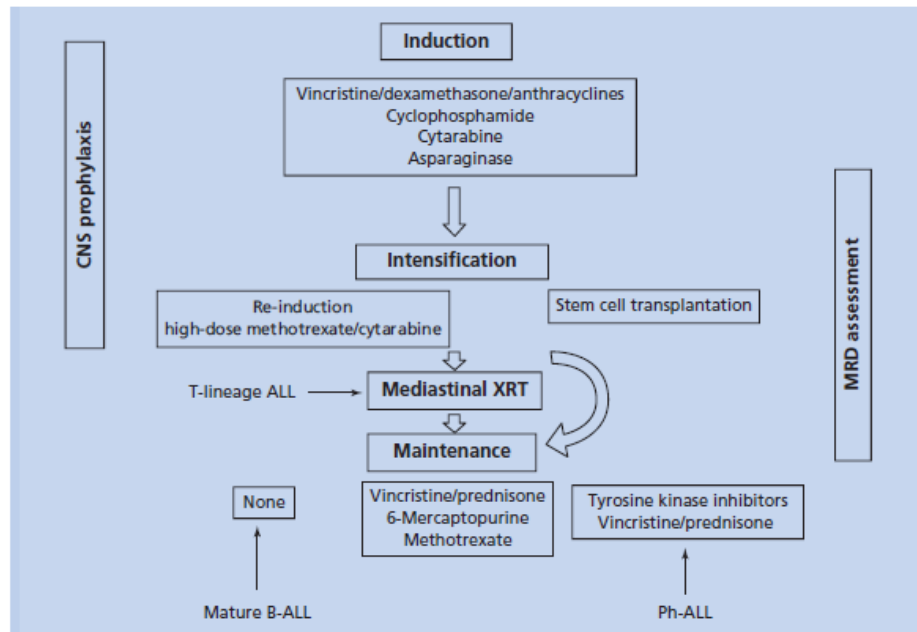 Induction
Vincristine/dexamethasone/anthracyclines
Cyclophosphamide
Cytarabine
Asparaginase
CNS prophylaxis
Intensification
Re-induction
high-dose methotrexate/cytarabine
Stem cell transplantation
MRD assessment
T-lineage ALL
Mediastinal XRT
Maintenance
None
Vincristine/prednisone
6-Mercaptopurine
Methotrexate
Tyrosine kinase inhibitors
Vincristine/prednisone
Mature B-ALL
Ph-ALL